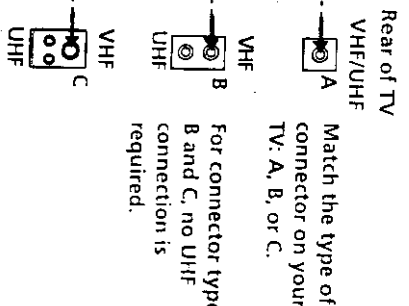 Rear of TV
VHF/UHF
A
Match the type of
connector on your
TV: A, B, or C.
VHF
B
UHF
For connector type
B and C, no UHF
connection is
required.
VHF
C
UHF